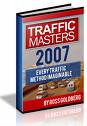 TRAFFIC
MASTERS
2007
EVERY TRAFFIC
METHOD IMAGINABLE
BY ROSS GOLDBERG